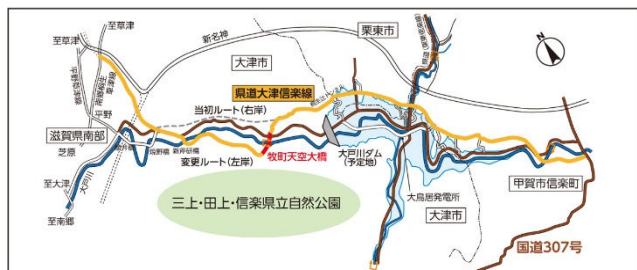 至草津
新名神
栗東市
至草津
大津市
県道大津信楽線
当初ルート(右岸)
平野
滋賀県南部
芝原
変更ルート(左岸)
牧町天空大橋
大戸川ダム
(予定地)
大戸川
至大津
至南郷
大鳥居発電所
大津市
甲賀市信楽町
三上・田上・信楽県立自然公園
国道307号